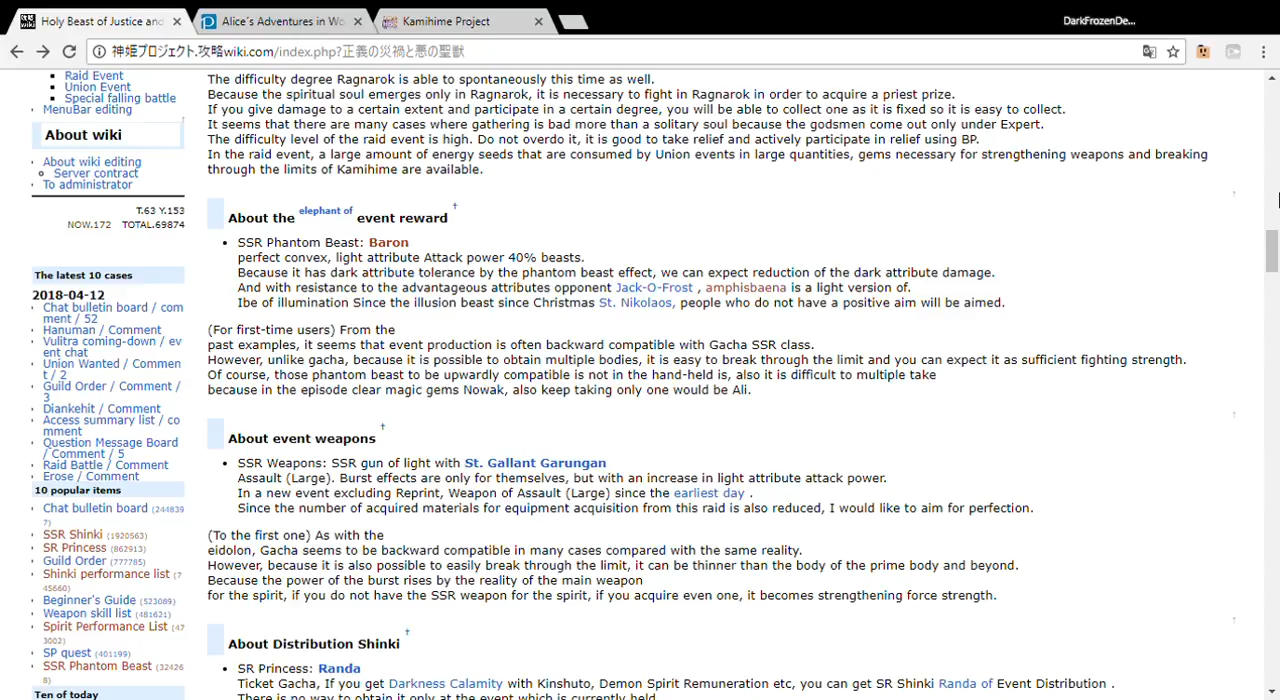 Holy Beast of Justice and
Alice´s Adventures in Wo
Kamihime Project
DarkFrozenDe...
神姫プロジェクト.攻略wiki.com/index.php?正義の災禍と悪の聖獣
Raid Event
Union Event
Special falling battle
MenuBar editing
About wiki
About wiki editing
Server contract
To administrator
T.63 Y.153
NOW.172 TOTAL.69874
The latest 10 cases
2018-04-12
Chat bulletin board / com
ment / 52
Hanuman / Comment
Vulitra coming-down / ev
ent chat
Union Wanted / Commen
t / 2
Guild Order / Comment /
3
Diankehit / Comment
Access summary list / co
mment
Question Message Board
/ Comment / 5
Raid Battle / Comment
Erose / Comment
10 popular items
Chat bulletin board (244839
7)
SSR Shinki (1920563)
SR Princess (862913)
Guild Order (777785)
Shinki performance list (7
45660)
Beginner's Guide (523089)
Weapon skill list (481621)
Spirit Performance List (47
3002)
SP quest (401199)
SSR Phantom Beast (32426
8)
Ten of today
The difficulty degree Ragnarok is able to spontaneously this time as well.
Because the spiritual soul emerges only in Ragnarok, it is necessary to fight in Ragnarok in order to acquire a priest prize.
If you give damage to a certain extent and participate in a certain degree, you will be able to collect one as it is fixed so it is easy to collect.
It seems that there are many cases where gathering is bad more than a solitary soul because the godsmen come out only under Expert.
The difficulty level of the raid event is high. Do not overdo it, it is good to take relief and actively participate in relief using BP.
In the raid event, a large amount of energy seeds that are consumed by Union events in large quantities, gems necessary for strengthening weapons and breaking
through the limits of Kamihime are available.
About the elephant of event reward †
SSR Phantom Beast: Baron
perfect convex, light attribute Attack power 40% beasts.
Because it has dark attribute tolerance by the phantom beast effect, we can expect reduction of the dark attribute damage.
And with resistance to the advantageous attributes opponent Jack-O-Frost , amphisbaena is a light version of.
Ibe of illumination Since the illusion beast since Christmas St. Nikolaos, people who do not have a positive aim will be aimed.
(For first-time users) From the
past examples, it seems that event production is often backward compatible with Gacha SSR class.
However, unlike gacha, because it is possible to obtain multiple bodies, it is easy to break through the limit and you can expect it as sufficient fighting strength.
Of course, those phantom beast to be upwardly compatible is not in the hand-held is, also it is difficult to multiple take
because in the episode clear magic gems Nowak, also keep taking only one would be Ali.
About event weapons †
SSR Weapons: SSR gun of light with St. Gallant Garungan
Assault (Large). Burst effects are only for themselves, but with an increase in light attribute attack power.
In a new event excluding Reprint, Weapon of Assault (Large) since the earliest day .
Since the number of acquired materials for equipment acquisition from this raid is also reduced, I would like to aim for perfection.
(To the first one) As with the
eidolon, Gacha seems to be backward compatible in many cases compared with the same reality.
However, because it is also possible to easily break through the limit, it can be thinner than the body of the prime body and beyond.
Because the power of the burst rises by the reality of the main weapon
for the spirit, if you do not have the SSR weapon for the spirit, if you acquire even one, it becomes strengthening force strength.
About Distribution Shinki †
SR Princess: Randa
Ticket Gacha, If you get Darkness Calamity with Kinshuto, Demon Spirit Remuneration etc, you can get SR Shinki Randa of Event Distribution .
There is no way to obtain it only at the event which is currently held